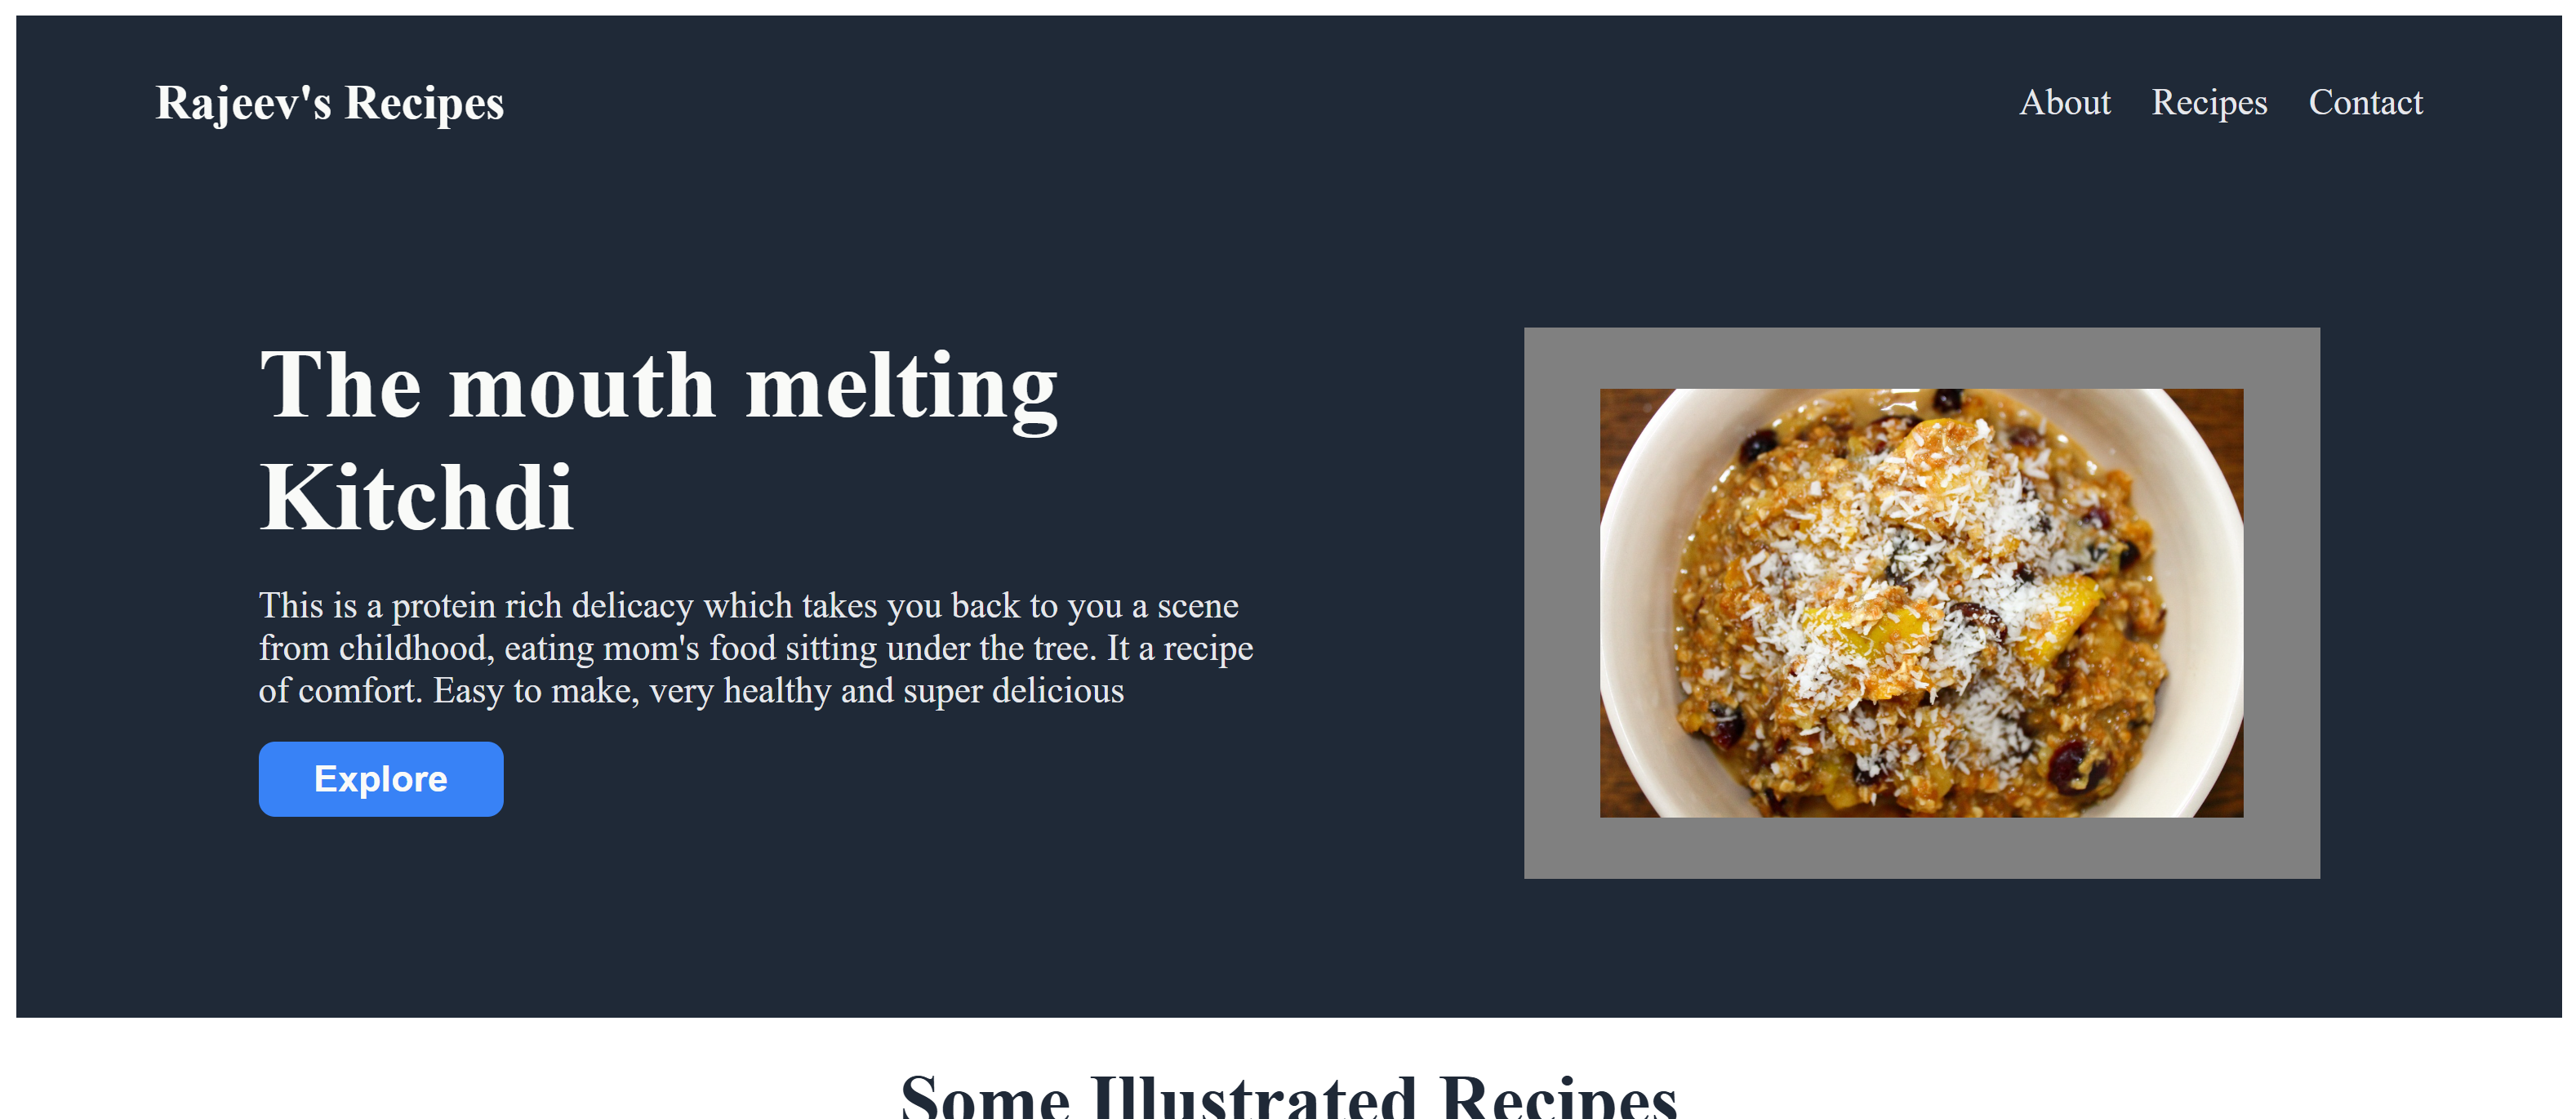 Rajeev's Recipes
About Recipes Contact
The mouth melting
Kitchdi
This is a protein rich delicacy which takes you back to you a scene
from childhood, eating mom's food sitting under the tree. It a recipe
of comfort. Easy to make, very healthy and super delicious
Explore
Some Illustrated Recipes